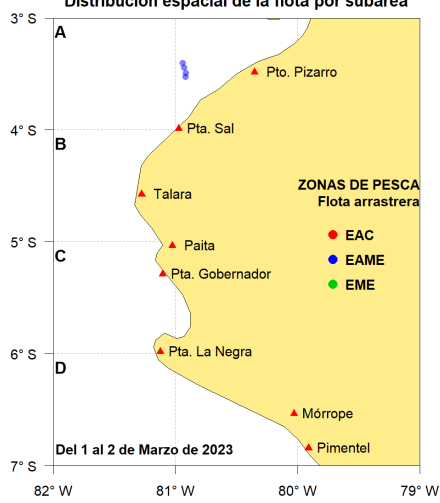 Distribución espacial de la flota por subárea
3° S
A
Pto. Pizarro
Pta. Sal
4° S
B
ZONAS DE PESCA
Talara
Flota arrastrera
EAC
5° S
Paita
C
EAME
Pta. Gobernador
EME
Pta. La Negra
6° S
D
Mórrope
Del 1 al 2 de Marzo de 2023
Pimentel
7° S
82° W
81° W
80° W
79° W